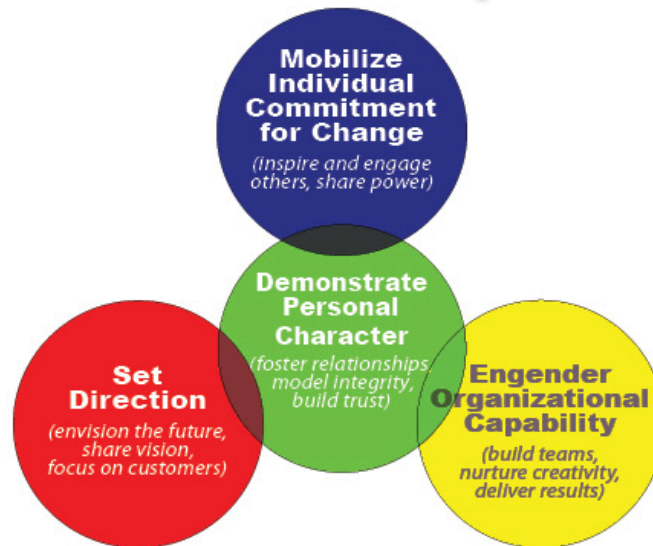 Mobilize
Individual
Commitment
for Change
(inspire and engage
others, share power)
Demonstrate
Personal
Character
(foster relationships,
model integrity,
build trust)
Set
Direction
(envision the future,
share vision,
focus on customers)
Engender
Organizational
Capability
(build teams,
nurture creativity,
deliver results)